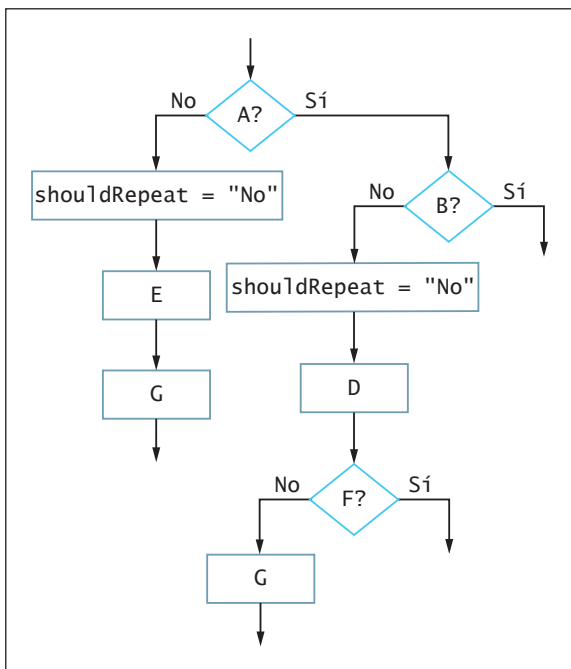 No
A?
Sí
shouldRepeat = "No"
No
B?
Sí
E
shouldRepeat = "No"
G
D
No
F?
Sí
G